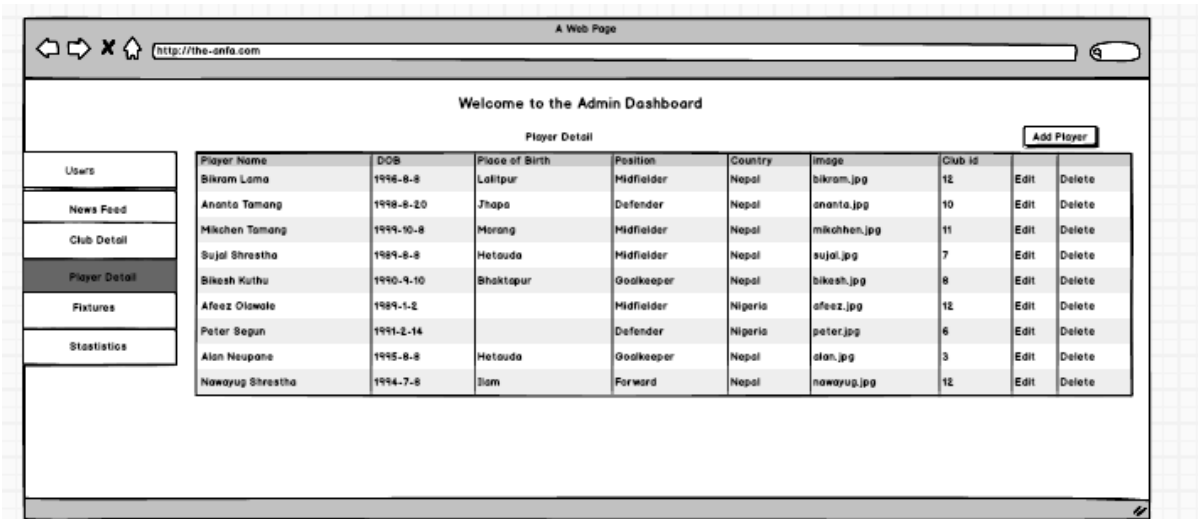 A Web Page
http://the-anfa.com
Welcome to the Admin Dashboard
Player Detail
Add Player
Users
News Feed
Club Detail
Player Detail
Fixtures
Stastistics
Player Name DOB Place of Birth Position Country image Club id
Bikram Lama 1996-8-8 Lalitpur Midfielder Nepal bikram.jpg 12 Edit Delete
Ananta Tamang 1998-8-20 Jhapa Defender Nepal ananta.jpg 10 Edit Delete
Mikchen Tamang 1999-10-8 Morang Midfielder Nepal mikchhen.jpg 11 Edit Delete
Sujal Shrestha 1989-8-8 Hetauda Midfielder Nepal sujal.jpg 7 Edit Delete
Bikesh Kuthu 1990-9-10 Bhaktapur Goalkeeper Nepal bikesh.jpg 8 Edit Delete
Afeez Olawale 1989-1-2 Midfielder Nigeria afeez.jpg 12 Edit Delete
Peter Segun 1991-2-14 Defender Nigeria peter.jpg 6 Edit Delete
Alan Neupane 1995-8-8 Hetauda Goalkeeper Nepal alan.jpg 3 Edit Delete
Nawayug Shrestha 1994-7-8 Ilam Forward Nepal nawayug.jpg 12 Edit Delete